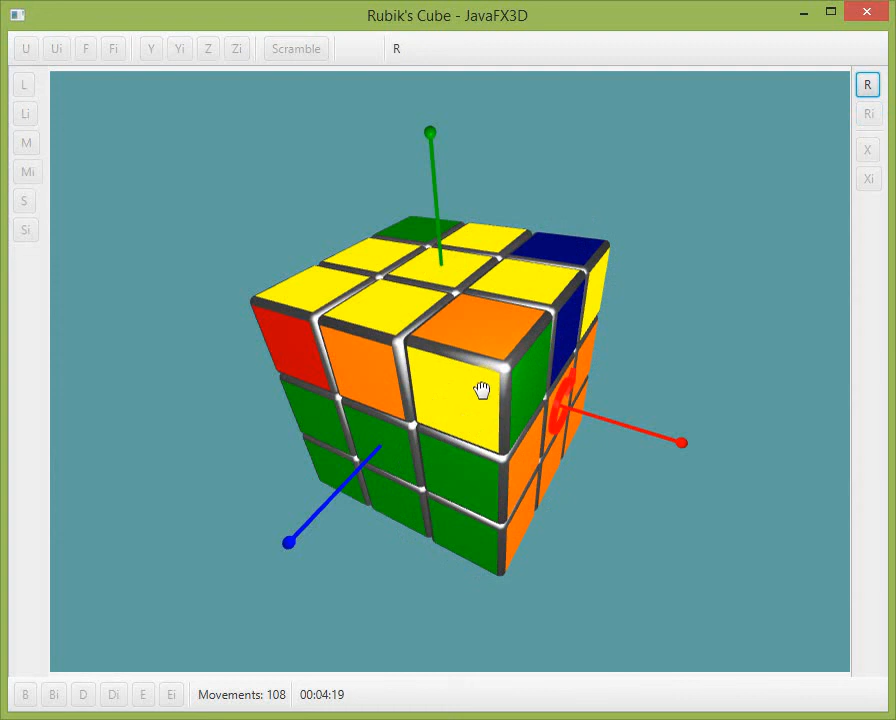 Rubik's Cube - JavaFX3D
U Ui F Fi Y Yi Z Zi Scramble R
L
Li
M
Mi
S
Si
R
Ri
X
Xi
B Bi D Di E Ei Movements: 108 00:04:19